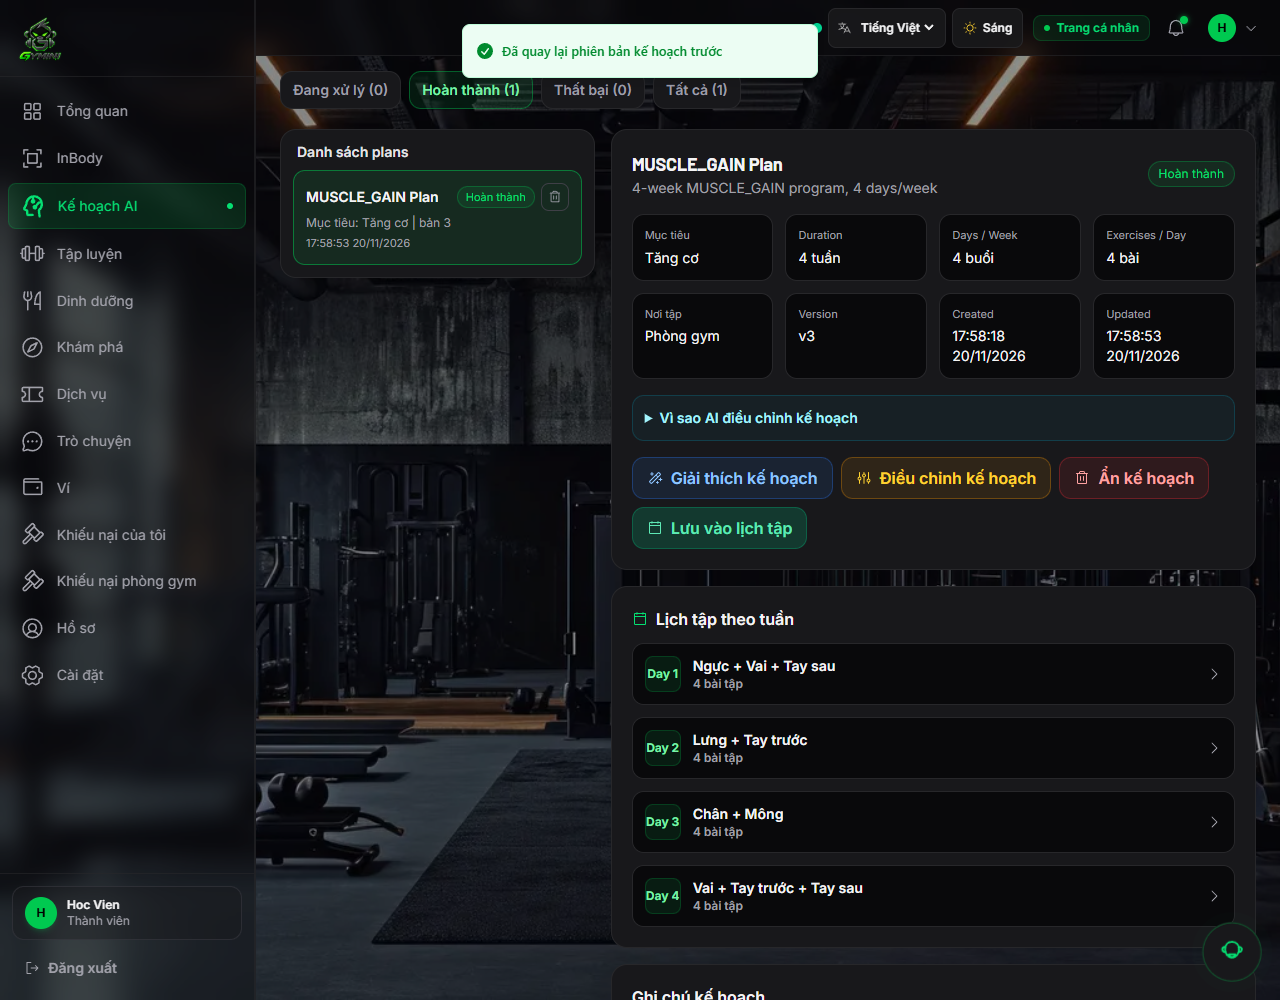 GYMINI
Tổng quan
InBody
Kế hoạch AI
Tập luyện
Dinh dưỡng
Khám phá
Dịch vụ
Trò chuyện
Ví
Khiếu nại của tôi
Khiếu nại phòng gym
Hồ sơ
Cài đặt
H
Hoc Vien
Thành viên
Đăng xuất
Đã quay lại phiên bản kế hoạch trước
Tiếng Việt
Sáng
Trang cá nhân
H
Đang xử lý (0)
Hoàn thành (1)
Thất bại (0)
Tất cả (1)
Danh sách plans
MUSCLE_GAIN Plan
Hoàn thành
Mục tiêu: Tăng cơ | bản 3
17:58:53 20/11/2026
MUSCLE_GAIN Plan
4-week MUSCLE_GAIN program, 4 days/week
Hoàn thành
Mục tiêu
Tăng cơ
Duration
4 tuần
Days / Week
4 buổi
Exercises / Day
4 bài
Nơi tập
Phòng gym
Version
v3
Created
17:58:18
20/11/2026
Updated
17:58:53
20/11/2026
Vì sao AI điều chỉnh kế hoạch
Giải thích kế hoạch
Điều chỉnh kế hoạch
Ẩn kế hoạch
Lưu vào lịch tập
Lịch tập theo tuần
Day 1
Ngực + Vai + Tay sau
4 bài tập
Day 2
Lưng + Tay trước
4 bài tập
Day 3
Chân + Mông
4 bài tập
Day 4
Vai + Tay trước + Tay sau
4 bài tập
Ghi chú kế hoạch